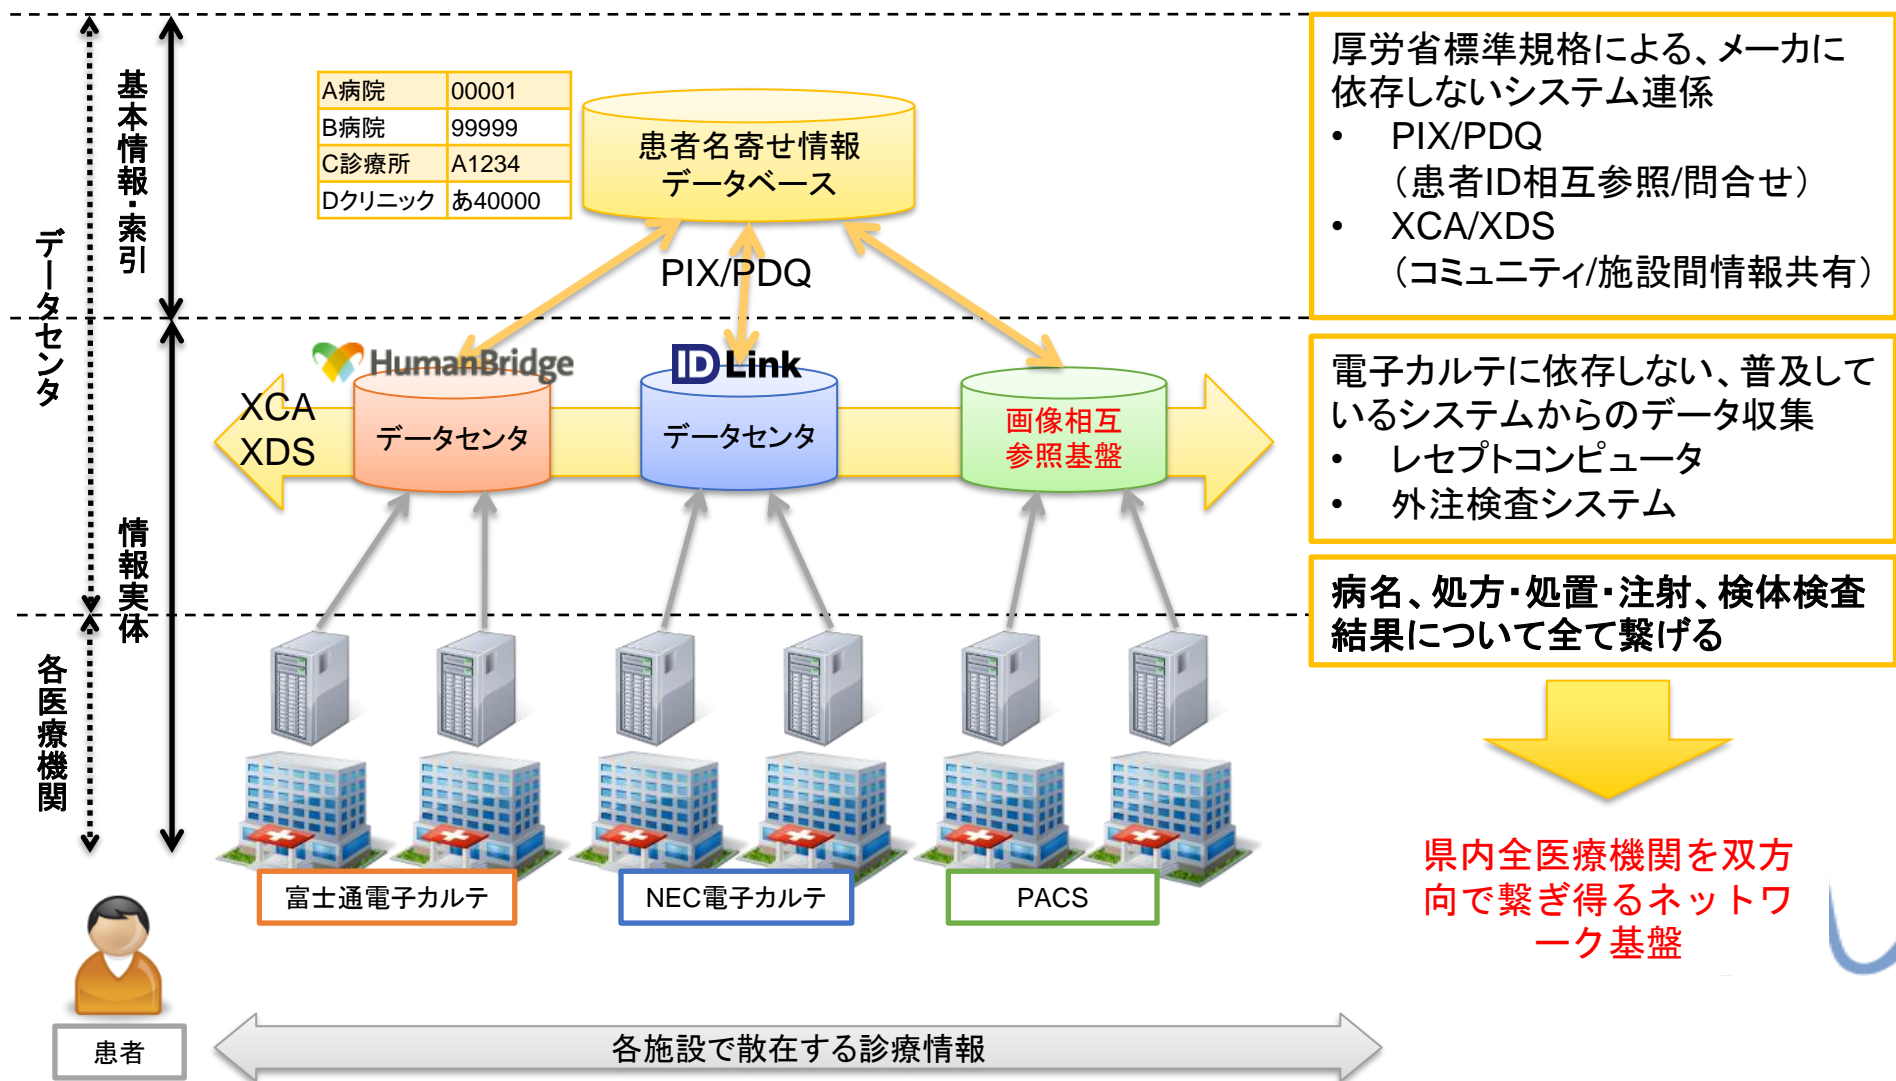 基本情報・索引
データセンタ
情報実体
各医療機関
A病院 00001
B病院 99999
C診療所 A1234
Dクリニック あ40000
患者名寄せ情報
データベース
PIX/PDQ
HumanBridge
ID Link
XCA
XDS
データセンタ
データセンタ
画像相互
参照基盤
富士通電子カルテ
NEC電子カルテ
PACS
患者
各施設で散在する診療情報
厚労省標準規格による、メーカに
依存しないシステム連係
• PIX/PDQ
(患者ID相互参照/問合せ)
• XCA/XDS
(コミュニティ/施設間情報共有)
電子カルテに依存しない、普及して
いるシステムからのデータ収集
• レセプトコンピュータ
• 外注検査システム
病名、処方・処置・注射、検体検査
結果について全て繋げる
県内全医療機関を双方
向で繋ぎ得るネットワ
ーク基盤